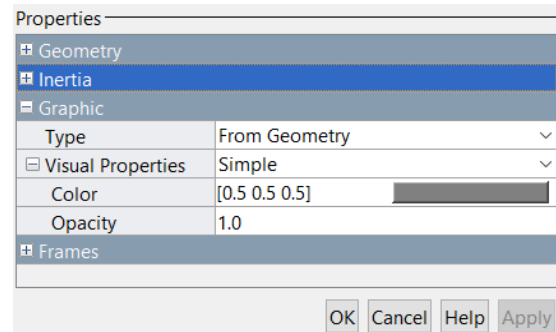 Properties
Geometry
Inertia
Graphic
Type From Geometry
Visual Properties Simple
Color [0.5 0.5 0.5]
Opacity 1.0
Frames
OK Cancel Help Apply